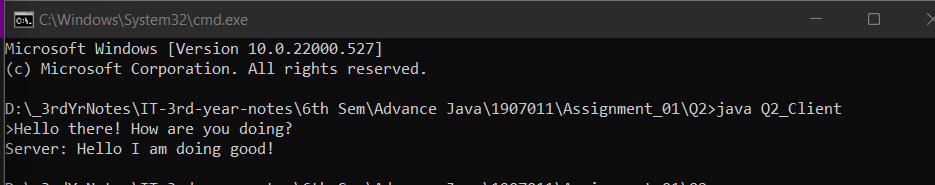 C:\Windows\System32\cmd.exe
Microsoft Windows [Version 10.0.22000.527]
(c) Microsoft Corporation. All rights reserved.
D:\_3rdYrNotes\IT-3rd-year-notes\6th Sem\Advance Java\1907011\Assignment_01\Q2>java Q2_Client
>Hello there! How are you doing?
Server: Hello I am doing good!